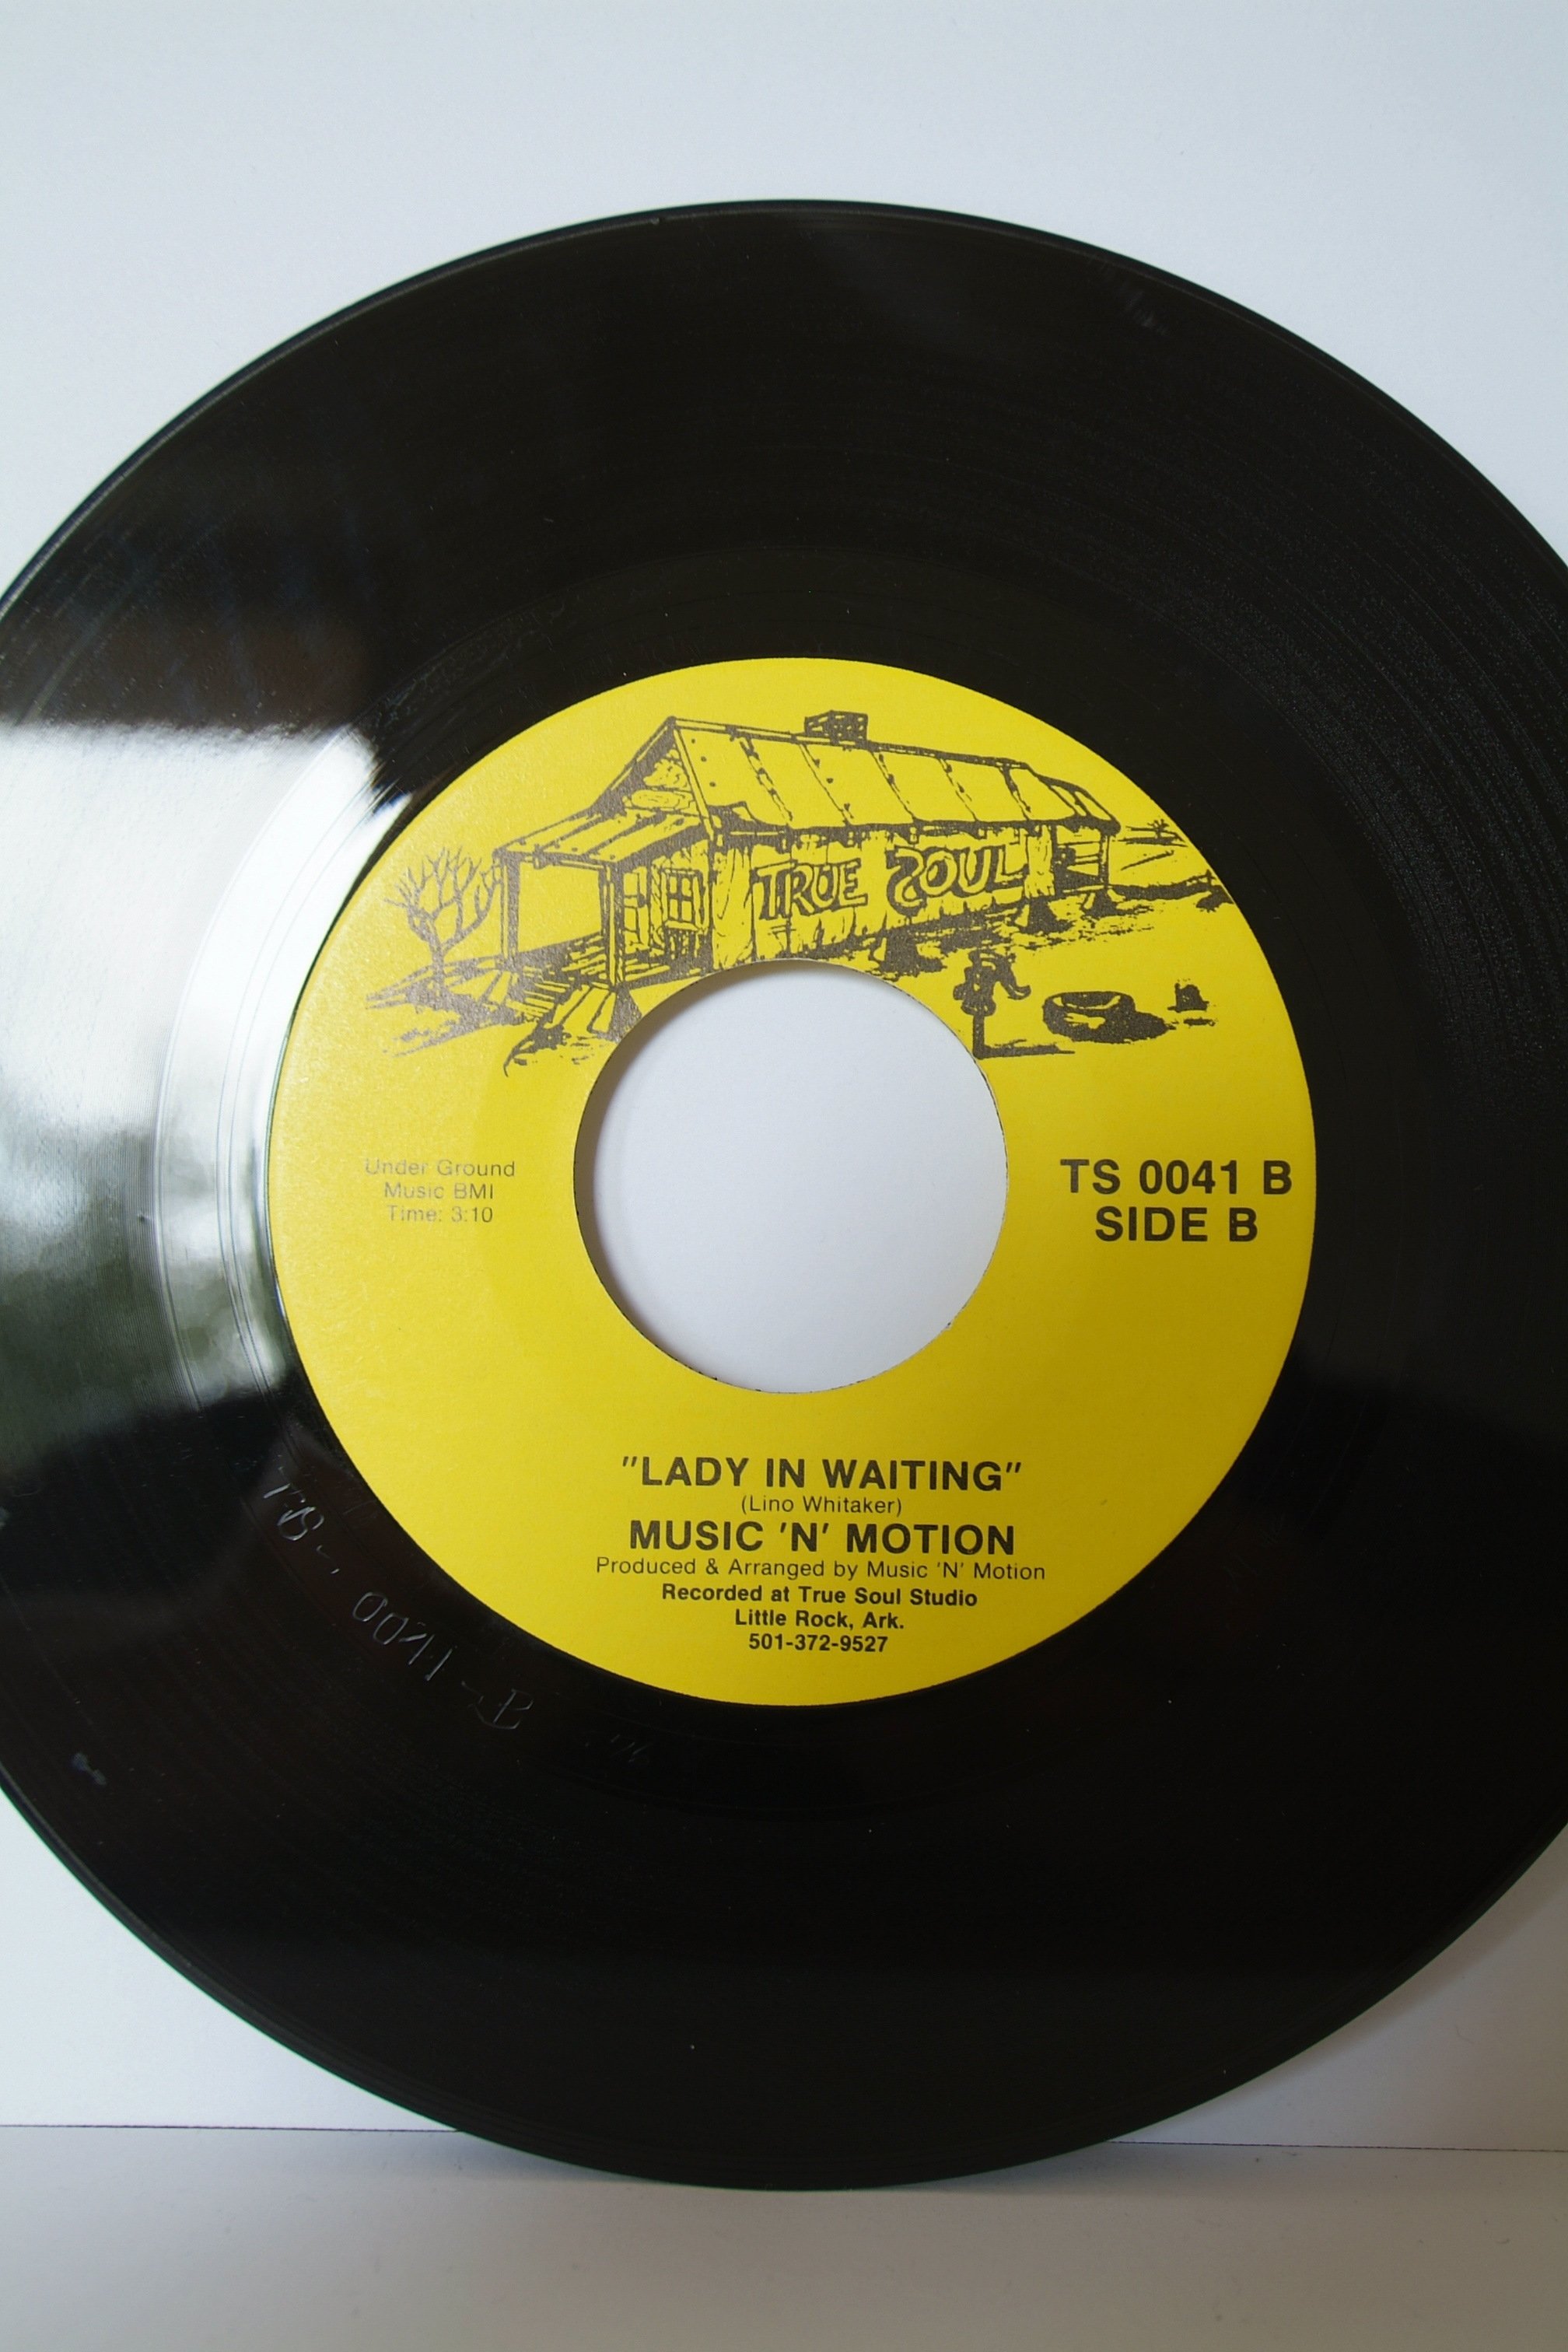 TRUE SOUL
Under Ground
Music BMI
Time: 3:10
TS 0041 B
SIDE B
"LADY IN WAITING"
(Lino Whitaker)
MUSIC 'N' MOTION
Produced & Arranged by Music 'N' Motion
Recorded at True Soul Studio
Little Rock, Ark.
501-372-9527
0041-B